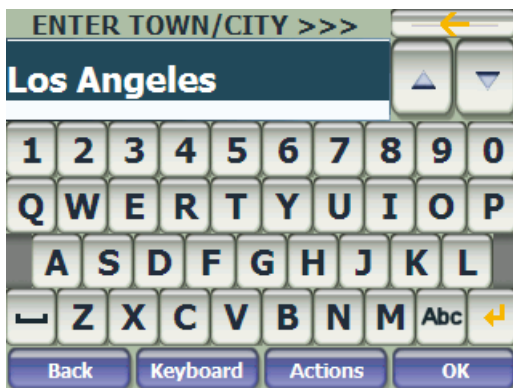 ENTER TOWN/CITY >>>
Los Angeles
1 2 3 4 5 6 7 8 9 0
Q W E R T Y U I O P
A S D F G H J K L
Z X C V B N M Abc
Back Keyboard Actions OK